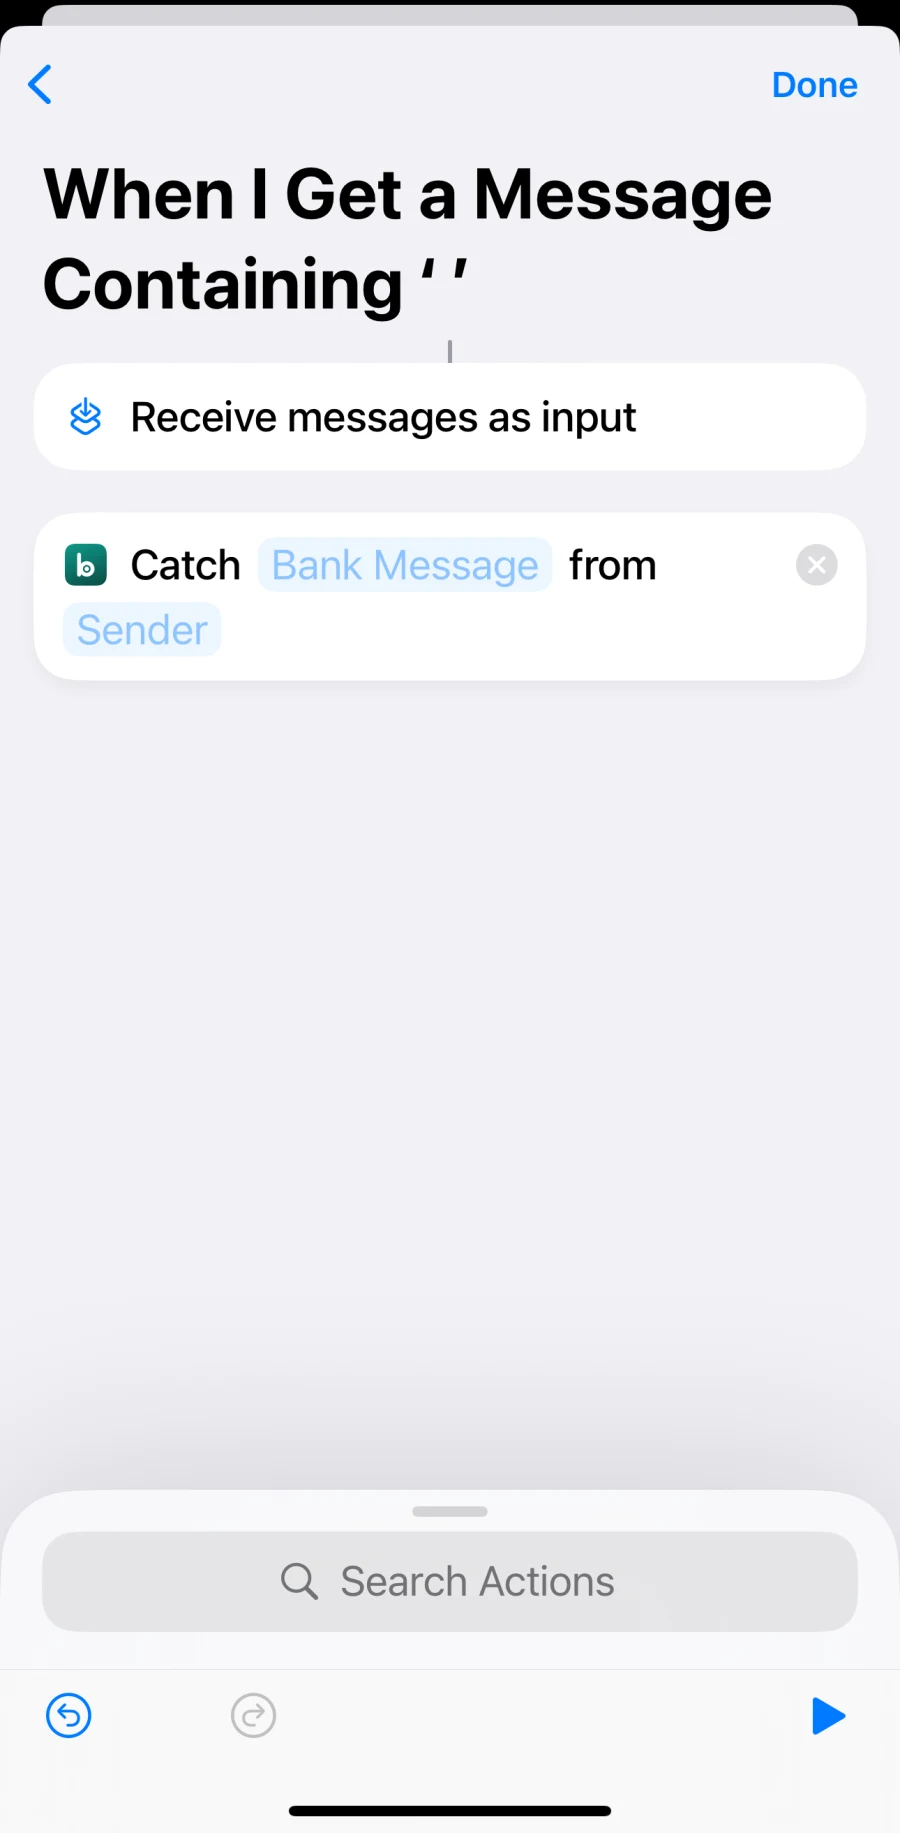 Done
When I Get a Message
Containing ‘ ’
Receive messages as input
b Catch Bank Message from
Sender
Search Actions